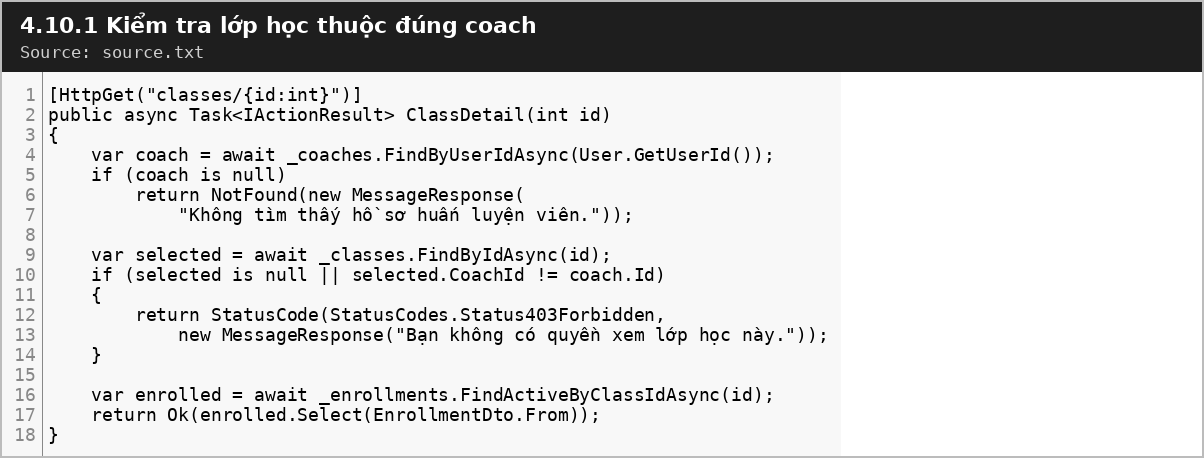 4.10.1 Kiểm tra lớp học thuộc đúng coach
Source: source.txt
1 [HttpGet("classes/{id:int}")]
2 public async Task<IActionResult> ClassDetail(int id)
3 {
4     var coach = await _coaches.FindByUserIdAsync(User.GetUserId());
5     if (coach is null)
6         return NotFound(new MessageResponse(
7             "Không tìm thấy hồ sơ huấn luyện viên."));
8
9     var selected = await _classes.FindByIdAsync(id);
10     if (selected is null || selected.CoachId != coach.Id)
11     {
12         return StatusCode(StatusCodes.Status403Forbidden,
13             new MessageResponse("Bạn không có quyền xem lớp học này."));
14     }
15
16     var enrolled = await _enrollments.FindActiveByClassIdAsync(id);
17     return Ok(enrolled.Select(EnrollmentDto.From));
18 }